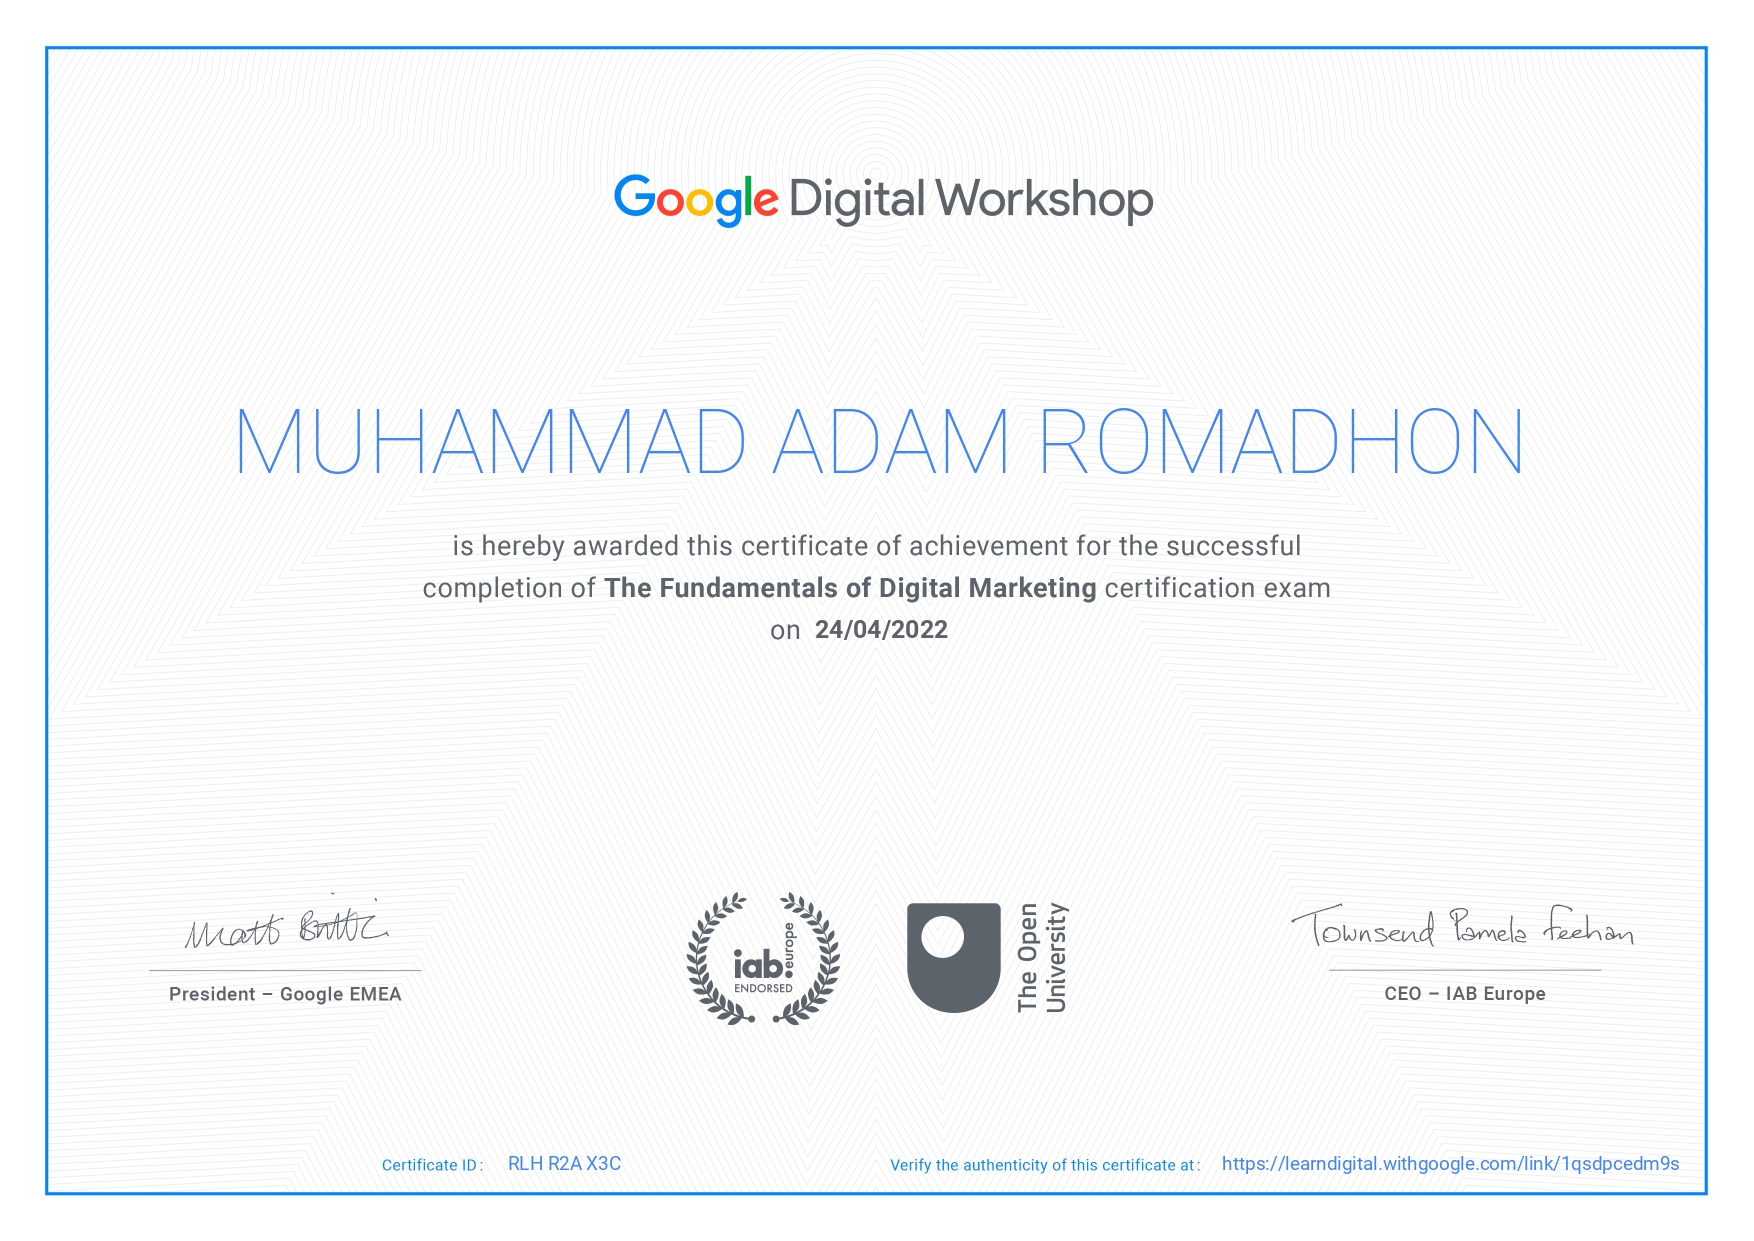 Google Digital Workshop
MUHAMMAD ADAM ROMADHON
is hereby awarded this certificate of achievement for the successful
completion of The Fundamentals of Digital Marketing certification exam
on 24/04/2022
Matt Brittin
President – Google EMEA
iab europe
ENDORSED
The Open
University
Townsend Pamela Feehan
CEO – IAB Europe
Certificate ID : RLH R2A X3C
Verify the authenticity of this certificate at : https://learndigital.withgoogle.com/link/1qsdpcedm9s